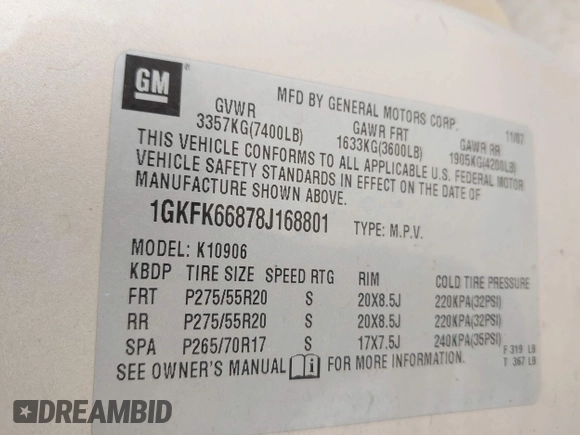 GM
MFD BY GENERAL MOTORS CORP. 11/07
GVWR GAWR FRT GAWR RR
3357KG(7400LB) 1633KG(3600LB) 1905KG(4200LB)
THIS VEHICLE CONFORMS TO ALL APPLICABLE U.S. FEDERAL MOTOR
VEHICLE SAFETY STANDARDS IN EFFECT ON THE DATE OF
MANUFACTURE SHOWN ABOVE.
1GKFK66878J168801 TYPE: M.P.V.
MODEL: K10906
KBDP TIRE SIZE SPEED RTG RIM COLD TIRE PRESSURE
FRT P275/55R20 S 20X8.5J 220KPA(32PSI)
RR P275/55R20 S 20X8.5J 220KPA(32PSI)
SPA P265/70R17 S 17X7.5J 240KPA(35PSI)
F 319 LB
SEE OWNER'S MANUAL FOR MORE INFORMATION. T 367 LB
DREAMBID